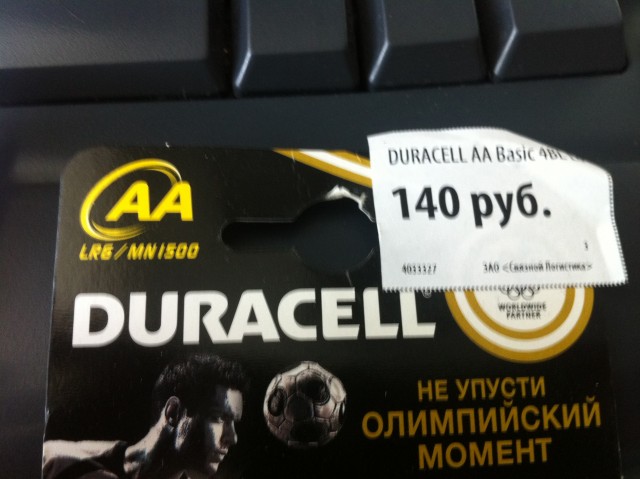 DURACELL AA Basic 4BL
140 руб.
3
4033327 ЗАО «Связной Логистика»
AA
LR6/MN1500
DURACELL®
WORLDWIDE
PARTNER
НЕ УПУСТИ
ОЛИМПИЙСКИЙ
МОМЕНТ